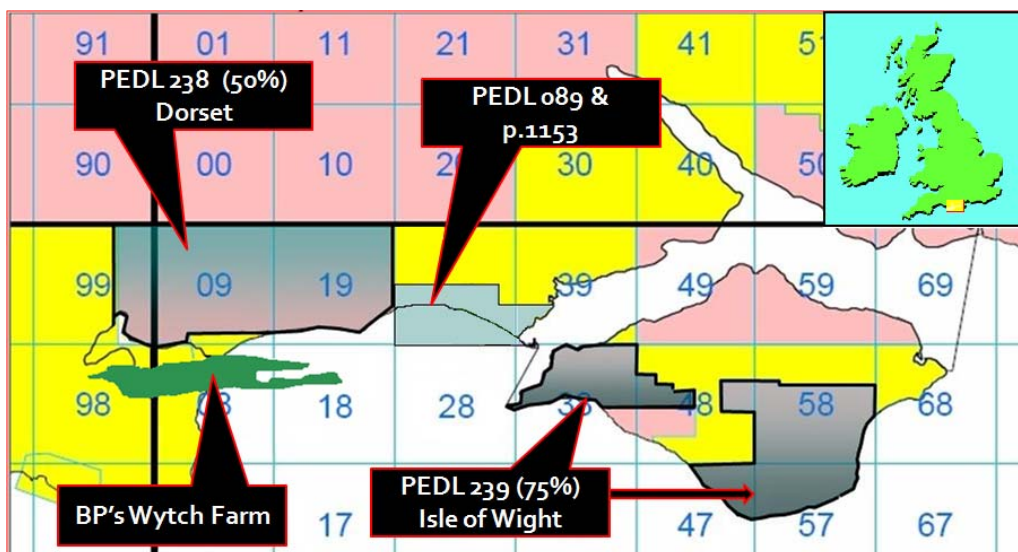 91 01 11 21 31 41 51
PEDL 238 (50%)
Dorset
PEDL 089 &
p.1153
90 00 10 30 40 50
99 09 19 39 49 59 69
98 18 28 48 58 68
BP's Wytch Farm
PEDL 239 (75%)
Isle of Wight
17 47 57 67